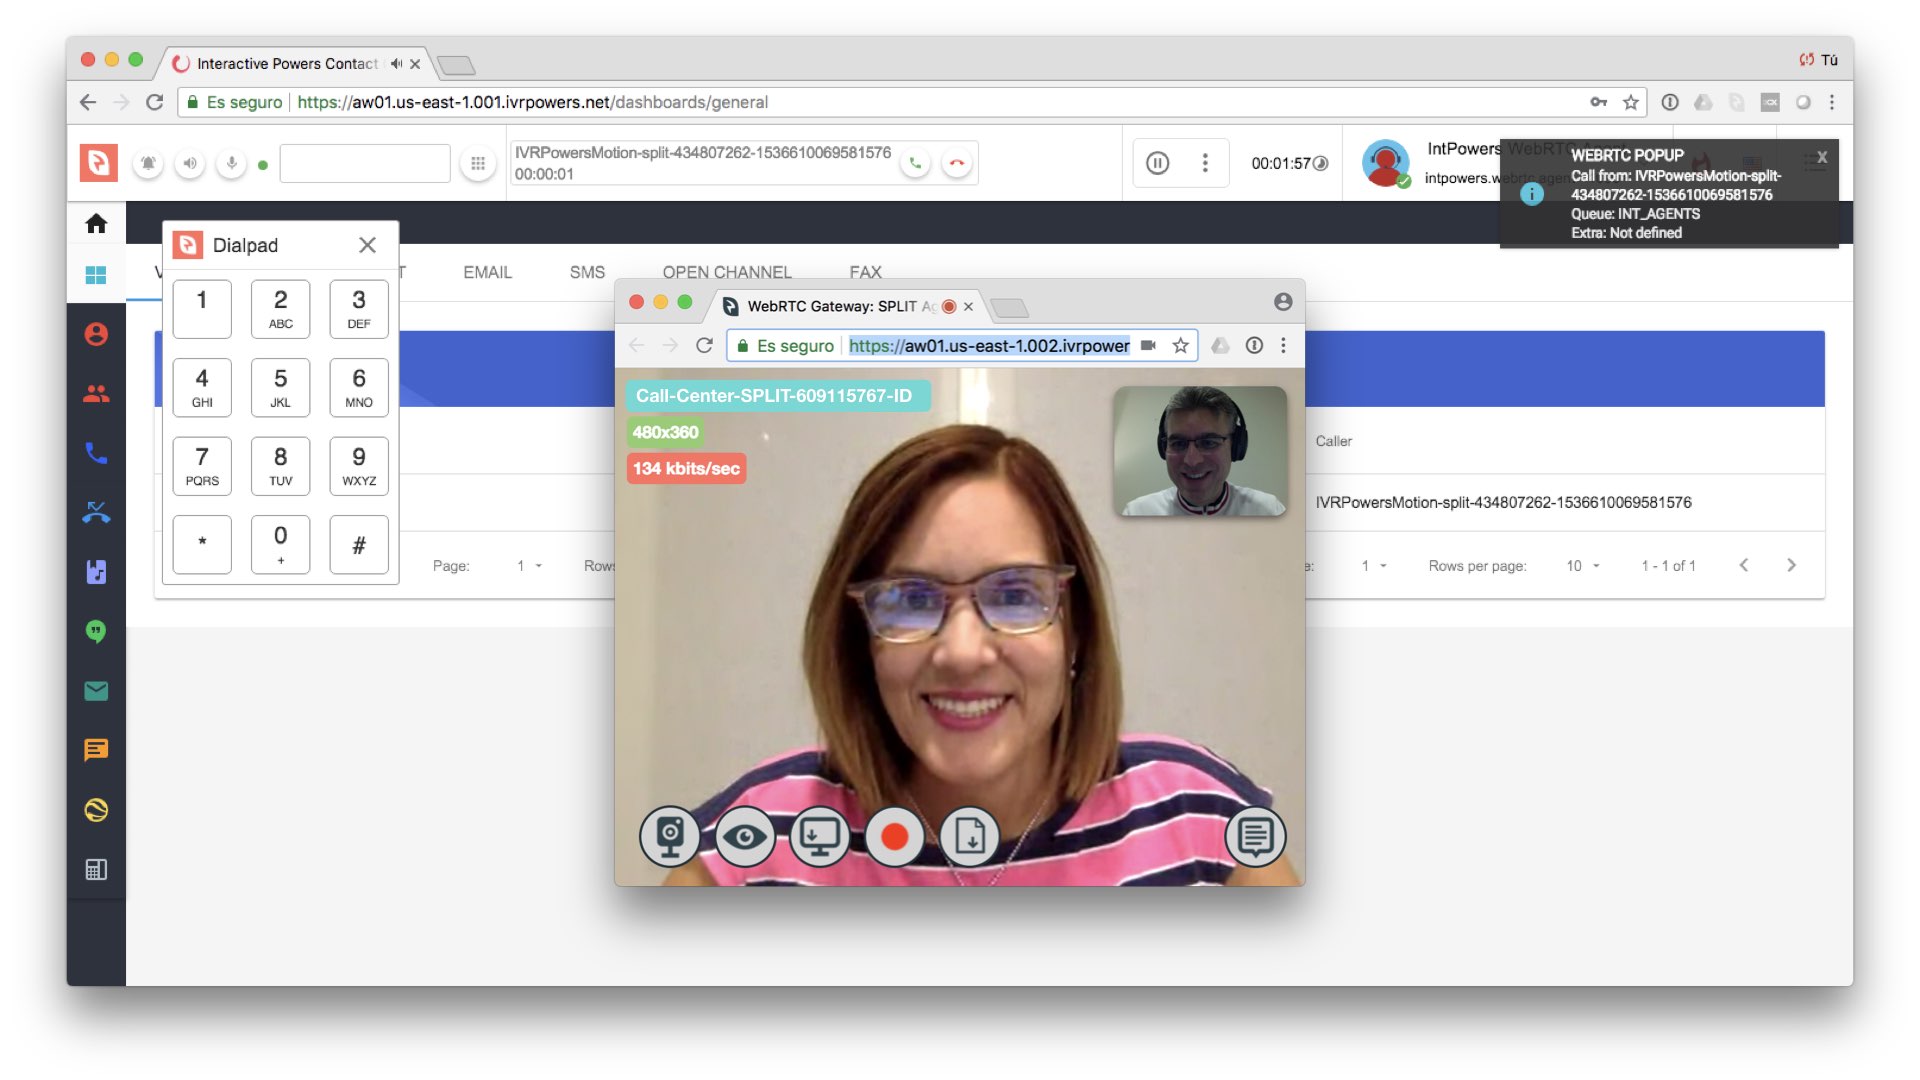 Interactive Powers Contact
Tú
Es seguro
https://aw01.us-east-1.001.ivrpowers.net/dashboards/general
IVRPowersMotion-split-434807262-1536610069581576
00:00:01
00:01:57
IntPowers WebRTC Agent
intpowers.webrtc.agent
WEBRTC POPUP
X
Call from: IVRPowersMotion-split-
434807262-1536610069581576
Queue: INT_AGENTS
Extra: Not defined
Dialpad
1
2
ABC
3
DEF
4
GHI
5
JKL
6
MNO
7
PQRS
8
TUV
9
WXYZ
*
0
+
#
V
T
EMAIL
SMS
OPEN CHANNEL
FAX
WebRTC Gateway: SPLIT Ag
Es seguro
https://aw01.us-east-1.002.ivrpower
Call-Center-SPLIT-609115767-ID
480x360
134 kbits/sec
Caller
IVRPowersMotion-split-434807262-1536610069581576
Page:
1
Rows
e:
1
Rows per page:
10
1 - 1 of 1